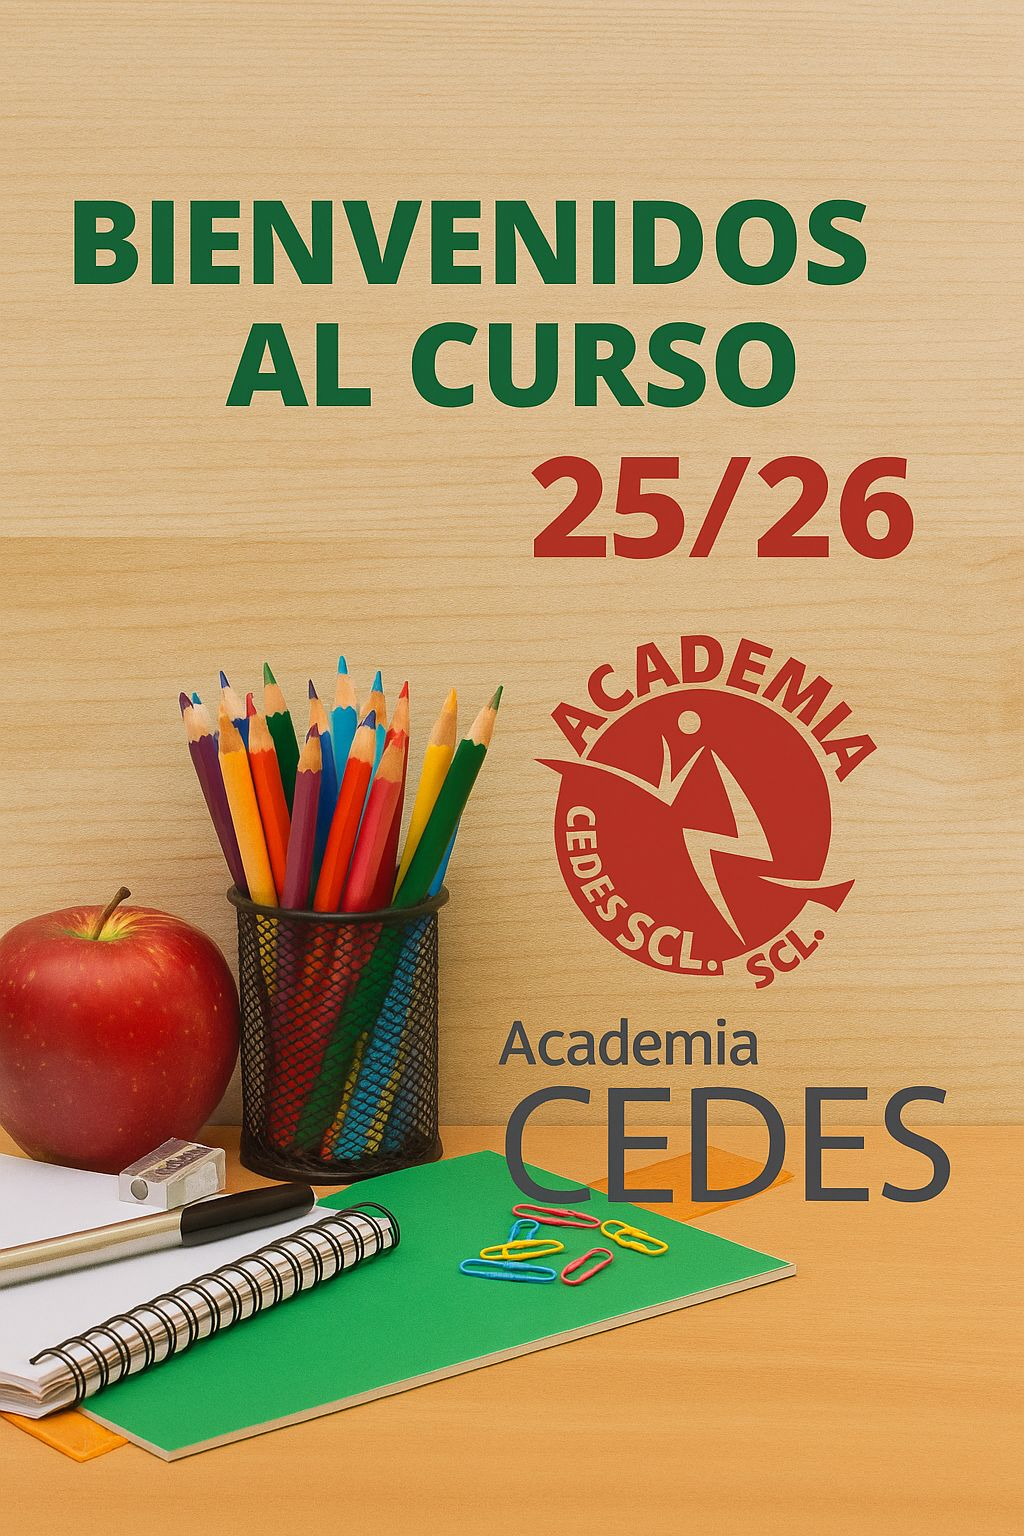 BIENVENIDOS
AL CURSO
25/26
ACADEMIA
CEDES SCL.
SCL.
Academia
CEDES